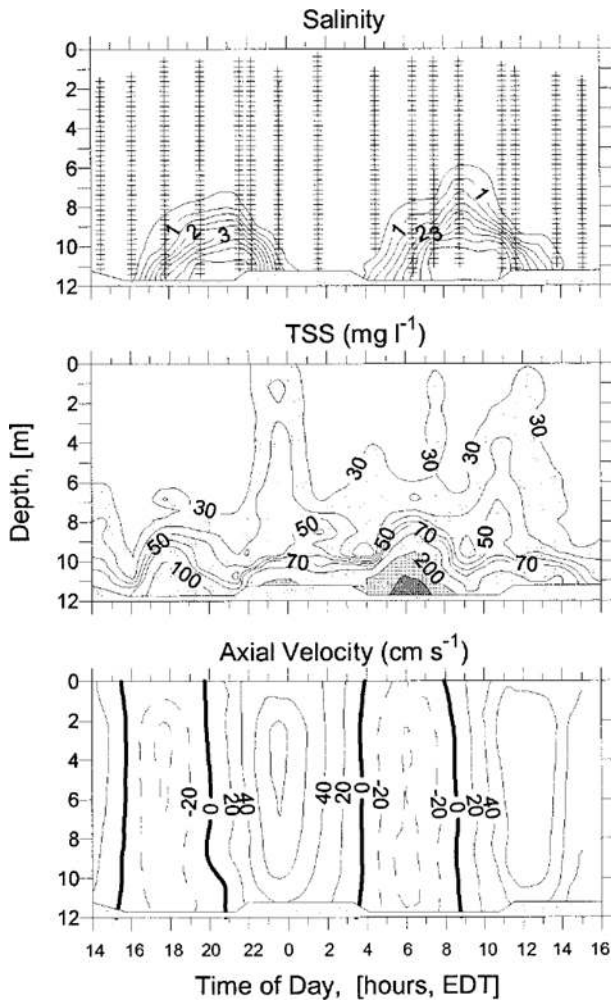 Salinity
0
2
4
6
8
10
12
1 2 3
1 2 3
1
TSS (mg l⁻¹)
0
2
4
6
8
10
12
30 30 30 30 30
30
50 50 50 50
70 70 70
100 200
Depth, [m]
Axial Velocity (cm s⁻¹)
0
2
4
6
8
10
12
-20 0 20 40 40 20 0 -20 -20 0 20 40
14 16 18 20 22 0 2 4 6 8 10 12 14 16
Time of Day, [hours, EDT]